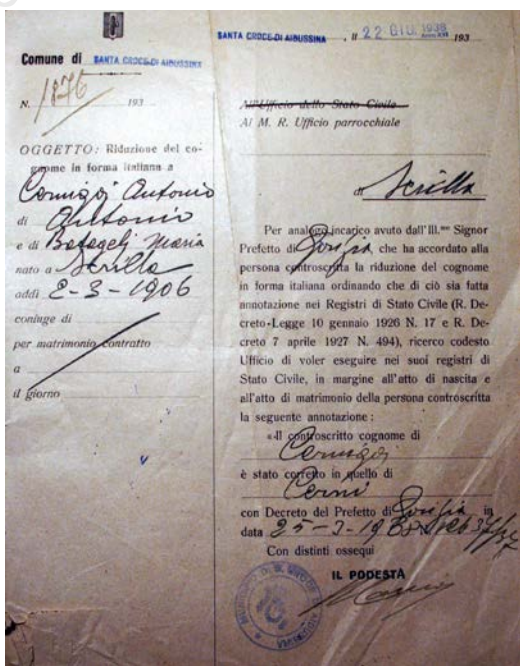 SANTA CROCE DI AIDUSSINA, li 22 GIU. 1938 193
Comune di SANTA CROCE DI AIDUSSINA
N. 1876 193
OGGETTO: Riduzione del co-
gnome in forma italiana a
Cernigoj Antonio
di Antonio
e di Batagelj Maria
nato a Scrilla
addì 2-3-1906
coniuge di
per matrimonio contratto
a
il giorno
All'Ufficio dello Stato Civile
Al M. R. Ufficio parrocchiale
di Scrilla
Per analogo incarico avuto dall'Ill.mo Signor
Prefetto di Gorizia, che ha accordato alla
persona controscritta la riduzione del cognome
in forma italiana ordinando che di ciò sia fatta
annotazione nei Registri di Stato Civile (R. De-
creto-Legge 10 gennaio 1926 N. 17 e R. De-
creto 7 aprile 1927 N. 494), ricerco codesto
Ufficio di voler eseguire nei suoi registri di
Stato Civile, in margine all'atto di nascita e
all'atto di matrimonio della persona controscritta
la seguente annotazione :
«Il controscritto cognome di
Cernigoj
è stato corretto in quello di
Cerni
con Decreto del Prefetto di Gorizia in
data 25-3-193
Con distinti ossequi
IL PODESTÀ